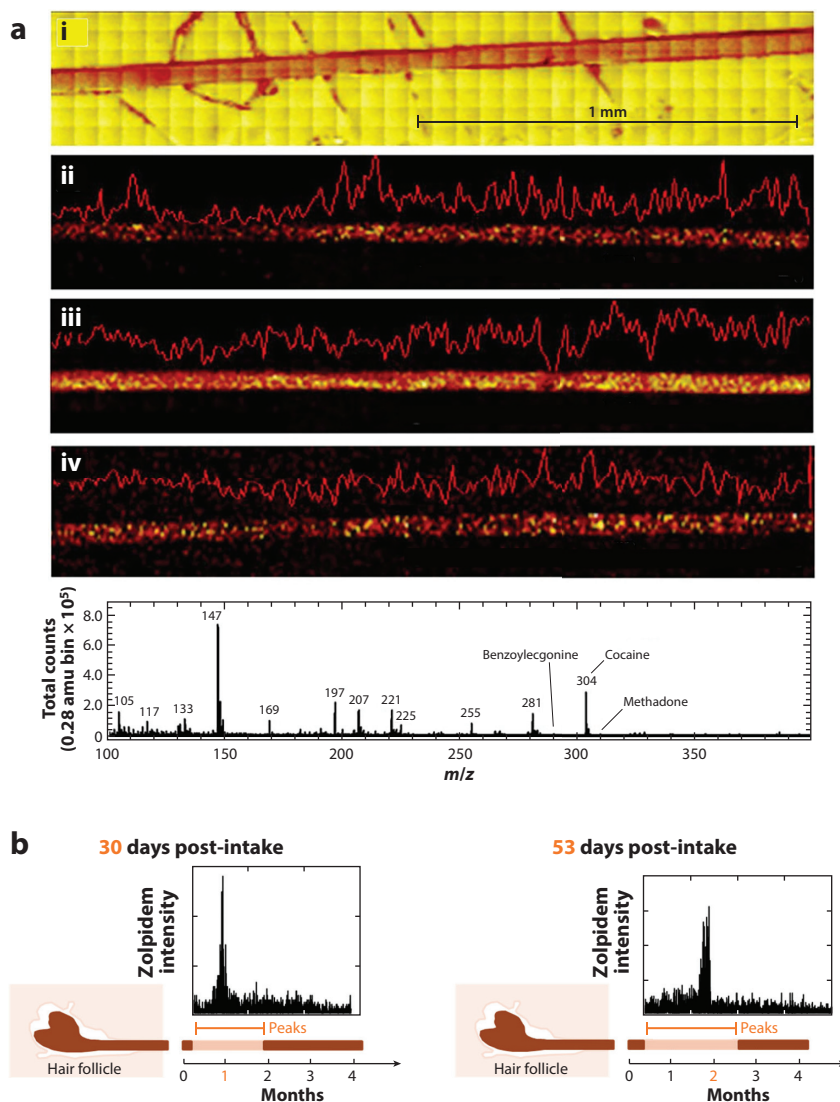 a
i
1 mm
ii
iii
iv
Total counts
(0.28 amu bin × 10⁵)
8.0
6.0
4.0
2.0
0
147
105
117
133
169
197
207
221
225
255
281
Benzoylecgonine
Cocaine
304
Methadone
100
150
200
250
300
350
m/z
b
30 days post-intake
Zolpidem
intensity
Peaks
Hair follicle
0 1 2 3 4
Months
53 days post-intake
Zolpidem
intensity
Peaks
Hair follicle
0 1 2 3 4
Months